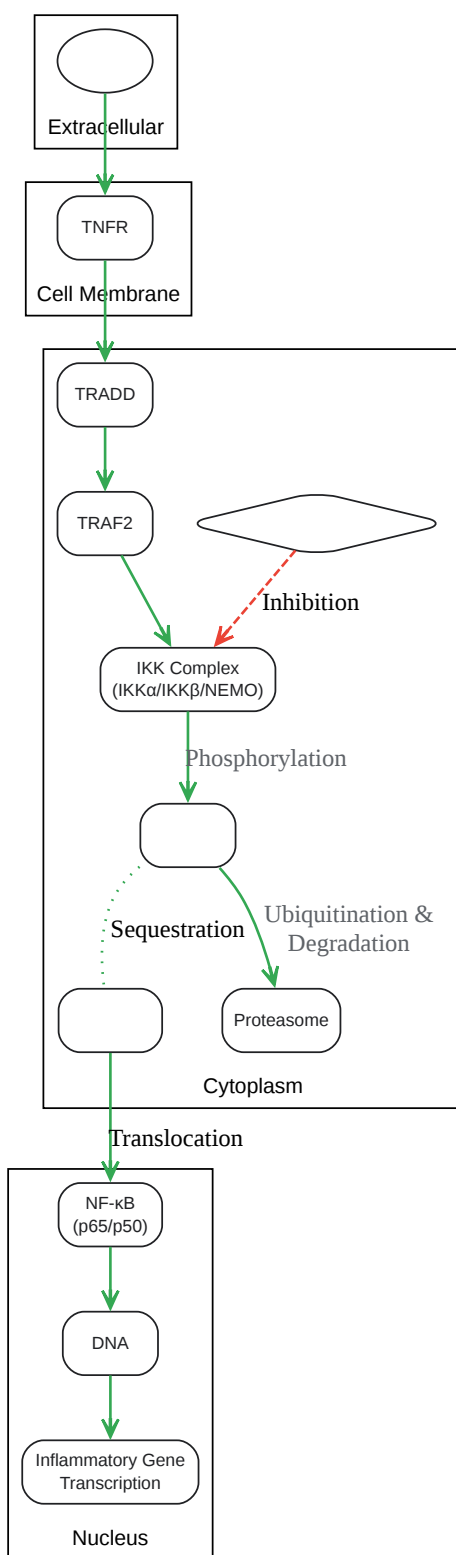 Extracellular
TNFR
Cell Membrane
TRADD
TRAF2
Inhibition
IKK Complex
(IKKα/IKKβ/NEMO)
Phosphorylation
Ubiquitination &
Degradation
Sequestration
Proteasome
Cytoplasm
Translocation
NF-κB
(p65/p50)
DNA
Inflammatory Gene
Transcription
Nucleus